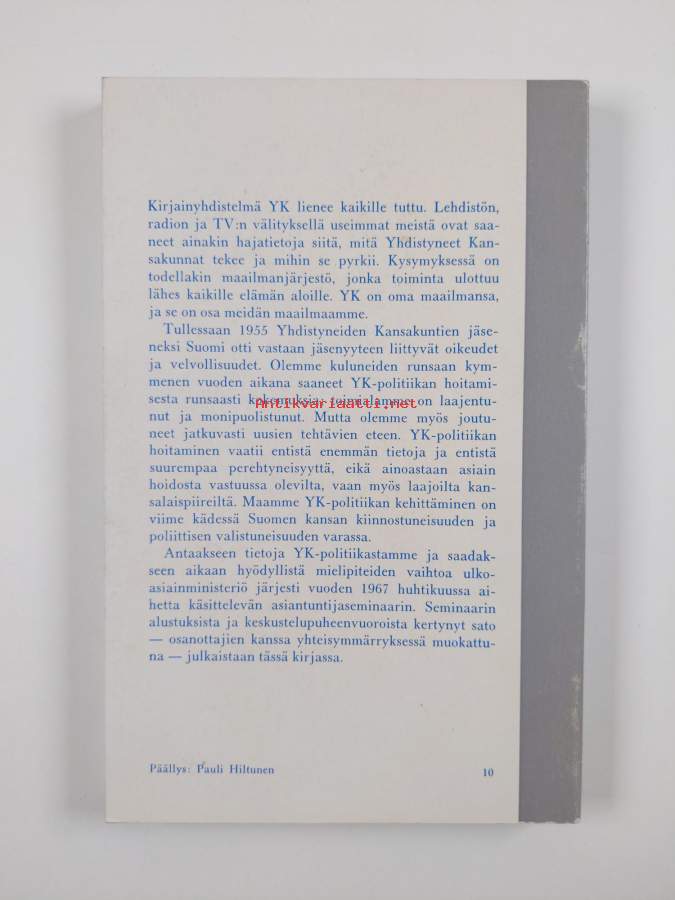 Kirjainyhdistelmä YK lienee kaikille tuttu. Lehdistön,
radion ja TV:n välityksellä useimmat meistä ovat saa-
neet ainakin hajatietoja siitä, mitä Yhdistyneet Kan-
sakunnat tekee ja mihin se pyrkii. Kysymyksessä on
todellakin maailmanjärjestö, jonka toiminta ulottuu
lähes kaikille elämän aloille. YK on oma maailmansa,
ja se on osa meidän maailmaamme.
Tullessaan 1955 Yhdistyneiden Kansakuntien jäse-
neksi Suomi otti vastaan jäsenyyteen liittyvät oikeudet
ja velvollisuudet. Olemme kuluneiden runsaan kym-
menen vuoden aikana saaneet YK-politiikan hoitami-
sesta runsaasti kokemuksia; toimialamme on laajentu-
Antikvariaatti.net
nut ja monipuolistunut. Mutta olemme myös joutu-
neet jatkuvasti uusien tehtävien eteen. YK-politiikan
hoitaminen vaatii entistä enemmän tietoja ja entistä
suurempaa perehtyneisyyttä, eikä ainoastaan asiain
hoidosta vastuussa olevilta, vaan myös laajoilta kan-
salaispiireiltä. Maamme YK-politiikan kehittäminen on
viime kädessä Suomen kansan kiinnostuneisuuden ja
poliittisen valistuneisuuden varassa.
Antaakseen tietoja YK-politiikastamme ja saadak-
seen aikaan hyödyllistä mielipiteiden vaihtoa ulko-
asiainministeriö järjesti vuoden 1967 huhtikuussa ai-
hetta käsittelevän asiantuntijaseminaarin. Seminaarin
alustuksista ja keskustelupuheenvuoroista kertynyt sato
— osanottajien kanssa yhteisymmärryksessä muokattu-
na — julkaistaan tässä kirjassa.
Päällys: Pauli Hiltunen 10